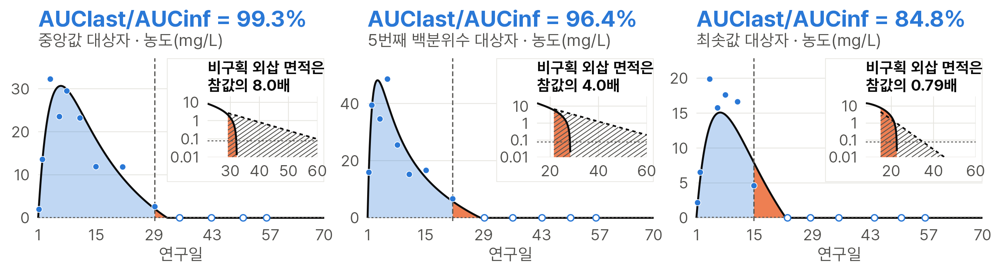 AUClast/AUCinf = 99.3%
중앙값 대상자 · 농도(mg/L)
비구획 외삽 면적은
참값의 8.0배
10
1
0.1
0.01
30 40 50 60
30
20
10
0
1 15 29 43 57 70
연구일
AUClast/AUCinf = 96.4%
5번째 백분위수 대상자 · 농도(mg/L)
비구획 외삽 면적은
참값의 4.0배
10
1
0.1
0.01
20 40 60
40
20
0
1 15 29 43 57 70
연구일
AUClast/AUCinf = 84.8%
최솟값 대상자 · 농도(mg/L)
비구획 외삽 면적은
참값의 0.79배
10
1
0.1
0.01
20 40 60
20
15
10
5
0
1 15 29 43 57 70
연구일